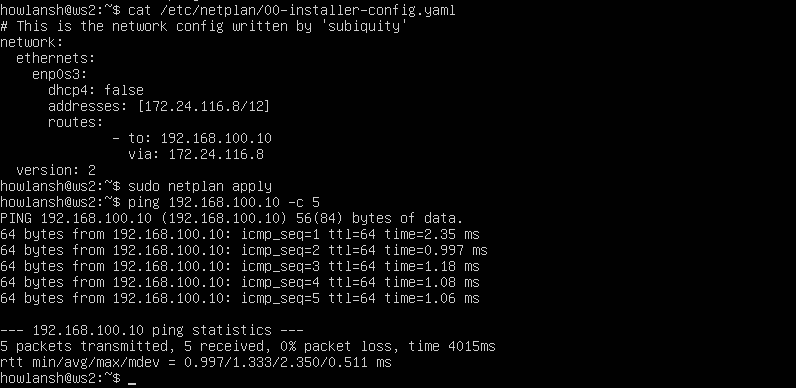 howlansh@ws2:~$ cat /etc/netplan/00-installer-config.yaml
# This is the network config written by 'subiquity'
network:
  ethernets:
    enp0s3:
      dhcp4: false
      addresses: [172.24.116.8/12]
      routes:
              - to: 192.168.100.10
                via: 172.24.116.8
  version: 2
howlansh@ws2:~$ sudo netplan apply
howlansh@ws2:~$ ping 192.168.100.10 -c 5
PING 192.168.100.10 (192.168.100.10) 56(84) bytes of data.
64 bytes from 192.168.100.10: icmp_seq=1 ttl=64 time=2.35 ms
64 bytes from 192.168.100.10: icmp_seq=2 ttl=64 time=0.997 ms
64 bytes from 192.168.100.10: icmp_seq=3 ttl=64 time=1.18 ms
64 bytes from 192.168.100.10: icmp_seq=4 ttl=64 time=1.08 ms
64 bytes from 192.168.100.10: icmp_seq=5 ttl=64 time=1.06 ms

--- 192.168.100.10 ping statistics ---
5 packets transmitted, 5 received, 0% packet loss, time 4015ms
rtt min/avg/max/mdev = 0.997/1.333/2.350/0.511 ms
howlansh@ws2:~$ _